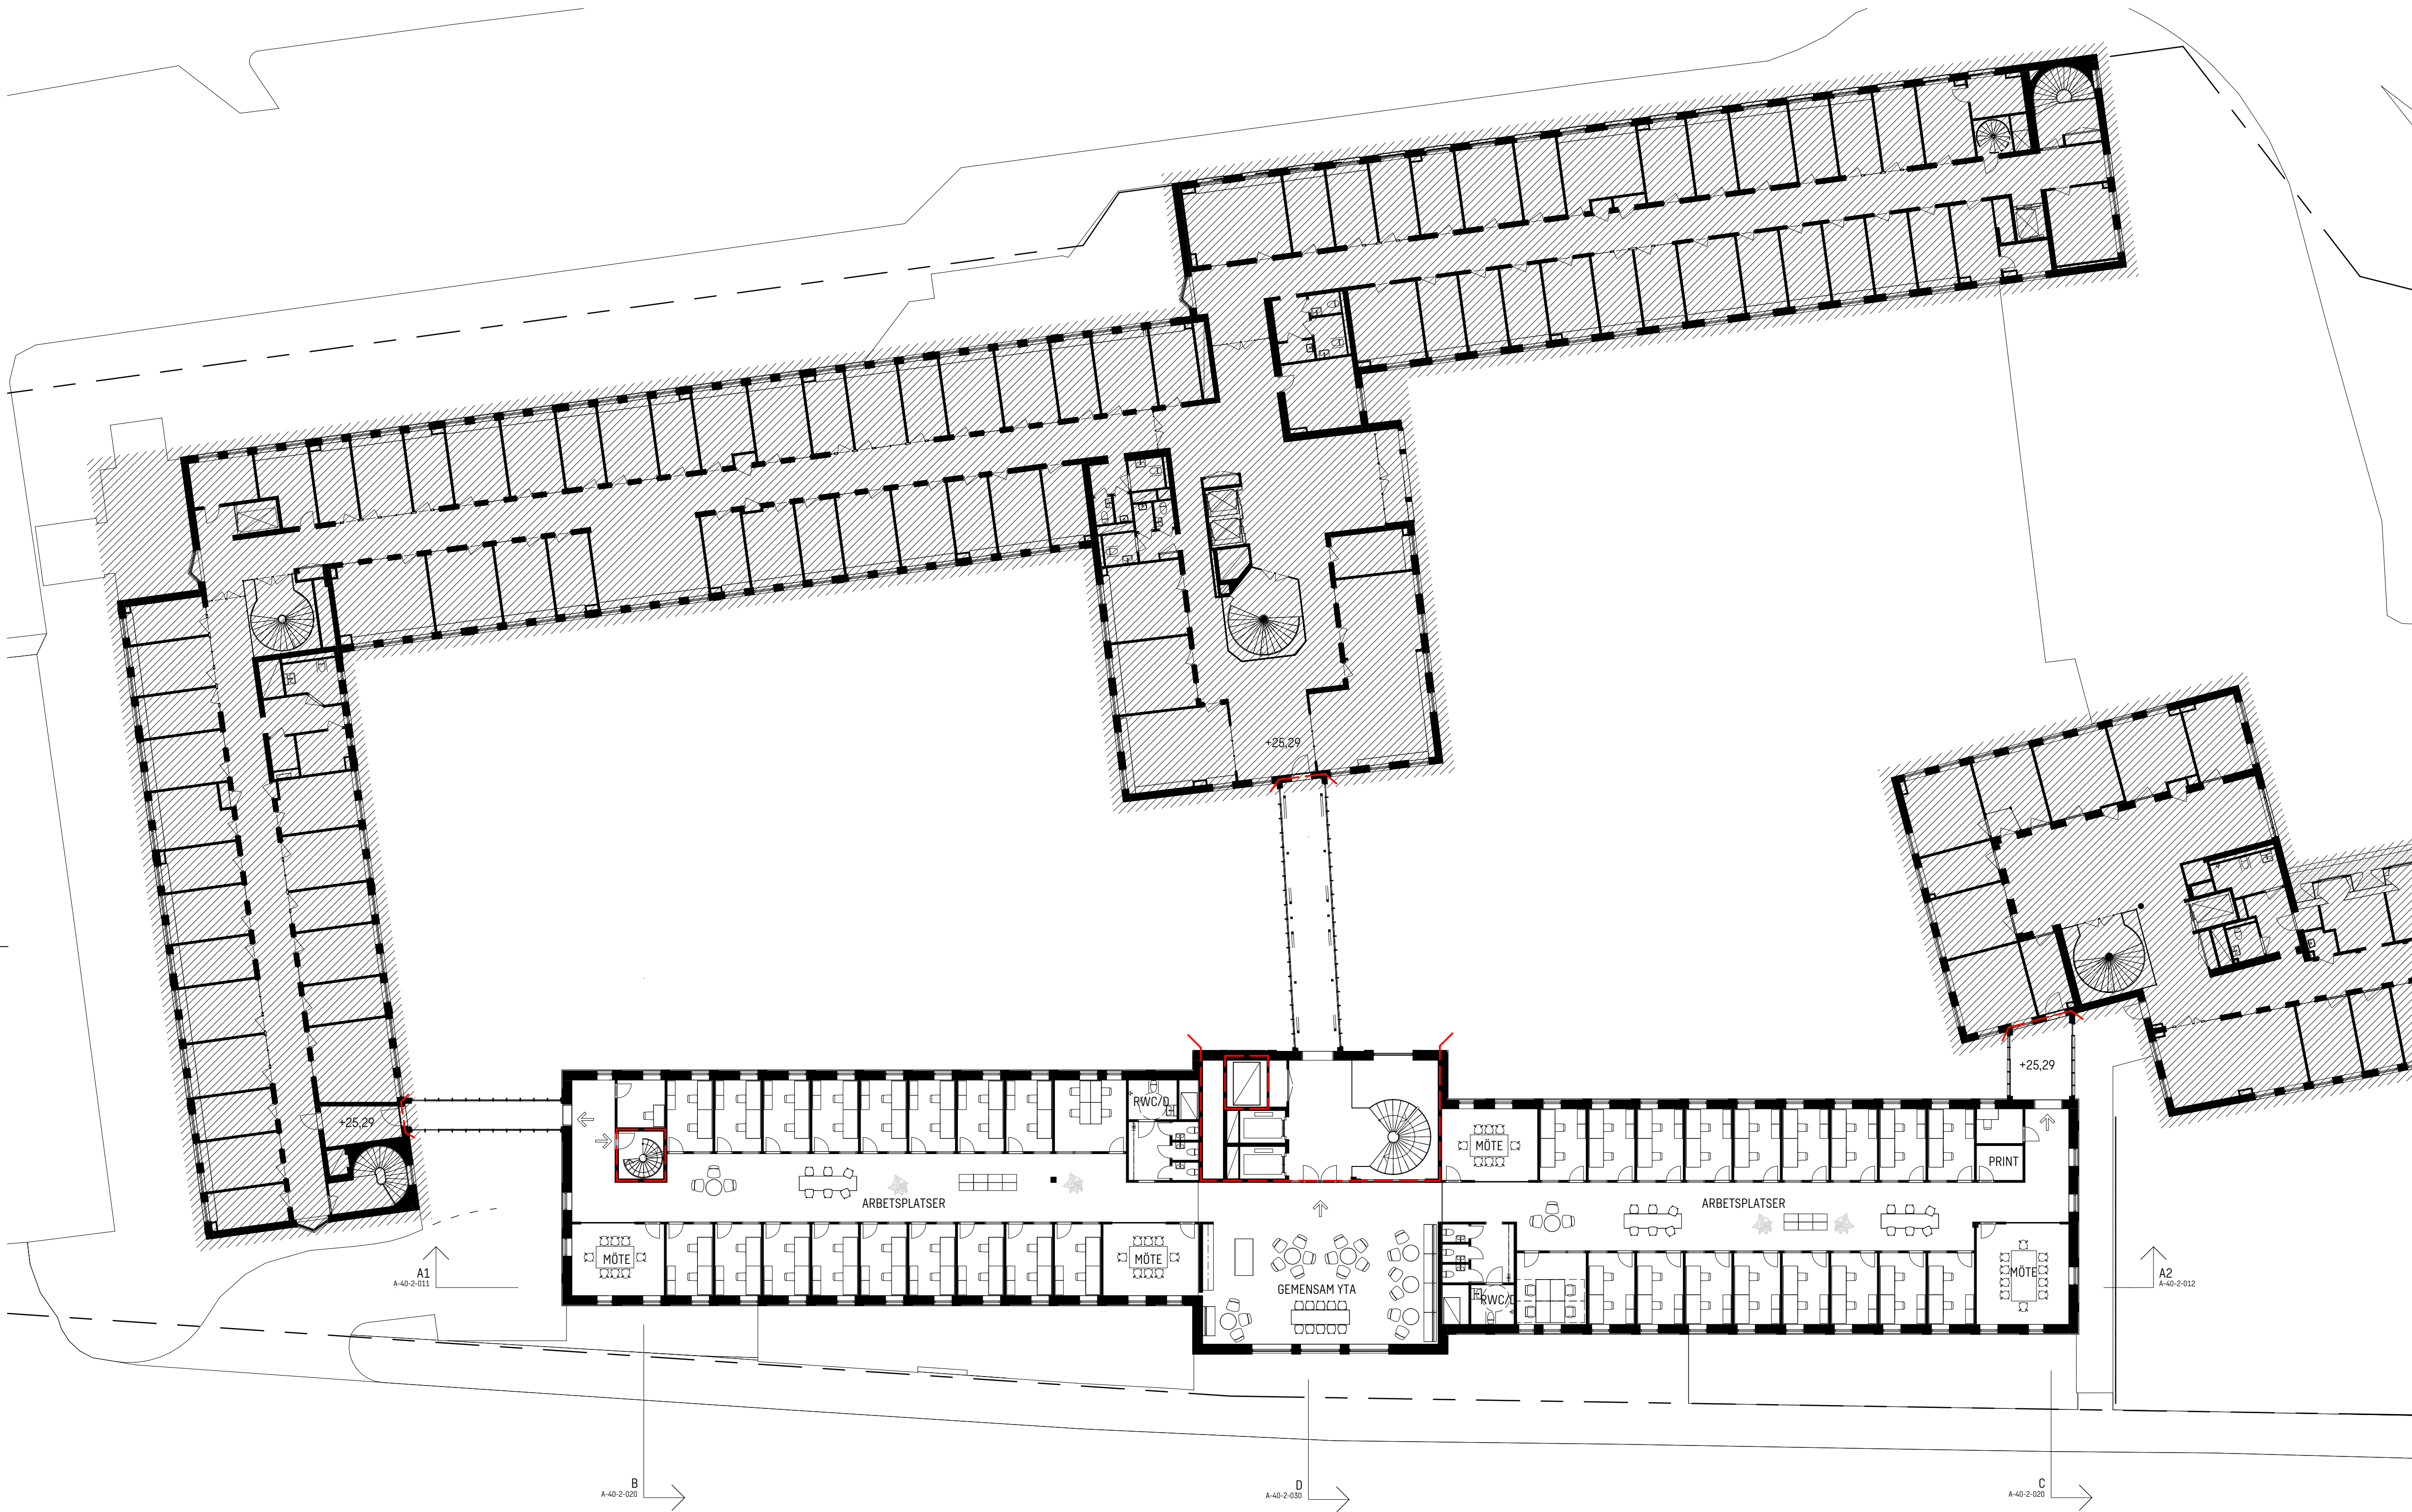 +25,29
+25,29
+25,29
RWC/D
MÖTE
PRINT
ARBETSPLATSER
ARBETSPLATSER
MÖTE
MÖTE
GEMENSAM YTA
RWC/D
MÖTE
A1
A-40-2-011
A2
A-40-2-012
B
A-40-2-020
D
A-40-2-030
C
A-40-2-020